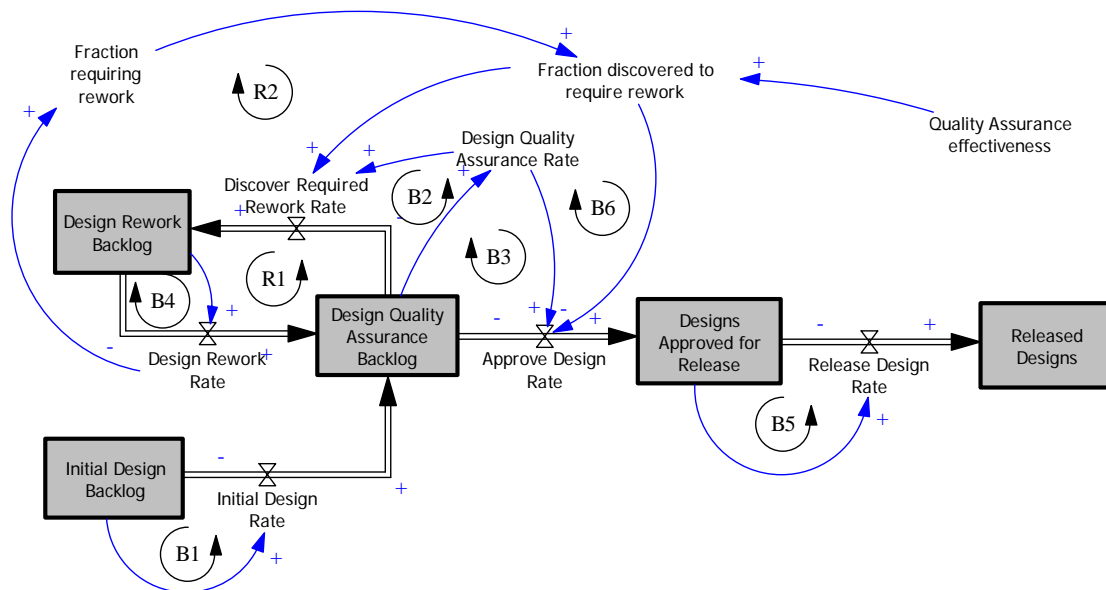 Fraction
requiring
rework
+
R2
+
Fraction discovered to
require rework
+
Quality Assurance
effectiveness
+
+
+
Design Quality
Assurance Rate
+
Discover Required
Rework Rate
B2
B6
Design Rework
Backlog
+
-
B3
R1
B4
+
Design Quality
Assurance
Backlog
-
+
-
+
Designs
Approved for
Release
-
+
Released
Designs
-
Design Rework
Rate
+
Approve Design
Rate
Release Design
Rate
B5
+
Initial Design
Backlog
-
Initial Design
Rate
+
B1
+